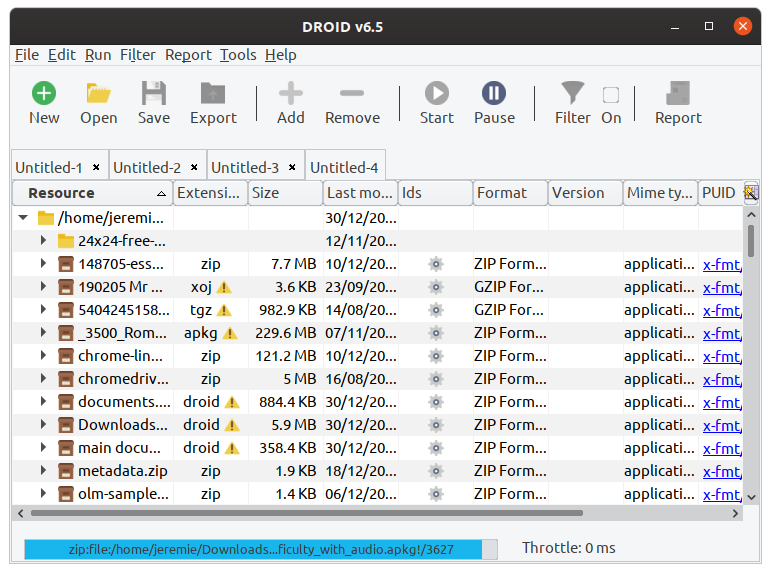 DROID v6.5
File Edit Run Filter Report Tools Help
New Open Save Export Add Remove Start Pause Filter On Report
Untitled-1 × Untitled-2 × Untitled-3 × Untitled-4
Resource Extensi... Size Last mo... Ids Format Version Mime ty... PUID
/home/jeremi... 30/12/20...
24x24-free-... 12/11/20...
148705-ess... zip 7.7 MB 10/12/20... ZIP Form... applicati... x-fmt/
190205 Mr ... xoj 3.6 KB 23/09/20... GZIP For... applicati... x-fmt/
5404245158... tgz 982.9 KB 14/08/20... GZIP For... applicati... x-fmt/
_3500_Rom... apkg 229.6 MB 07/11/20... ZIP Form... applicati... x-fmt/
chrome-lin... zip 121.2 MB 10/12/20... ZIP Form... applicati... x-fmt/
chromedriv... zip 5 MB 16/08/20... ZIP Form... applicati... x-fmt/
documents.... droid 884.4 KB 30/12/20... ZIP Form... applicati... x-fmt/
Downloads... droid 5.9 MB 30/12/20... ZIP Form... applicati... x-fmt/
main docu... droid 358.4 KB 30/12/20... ZIP Form... applicati... x-fmt/
metadata.zip zip 1.9 KB 18/12/20... ZIP Form... applicati... x-fmt/
olm-sample... zip 1.4 KB 06/12/20... ZIP Form... applicati... x-fmt/
zip:file:/home/jeremie/Downloads...ficulty_with_audio.apkg!/3627 Throttle: 0 ms